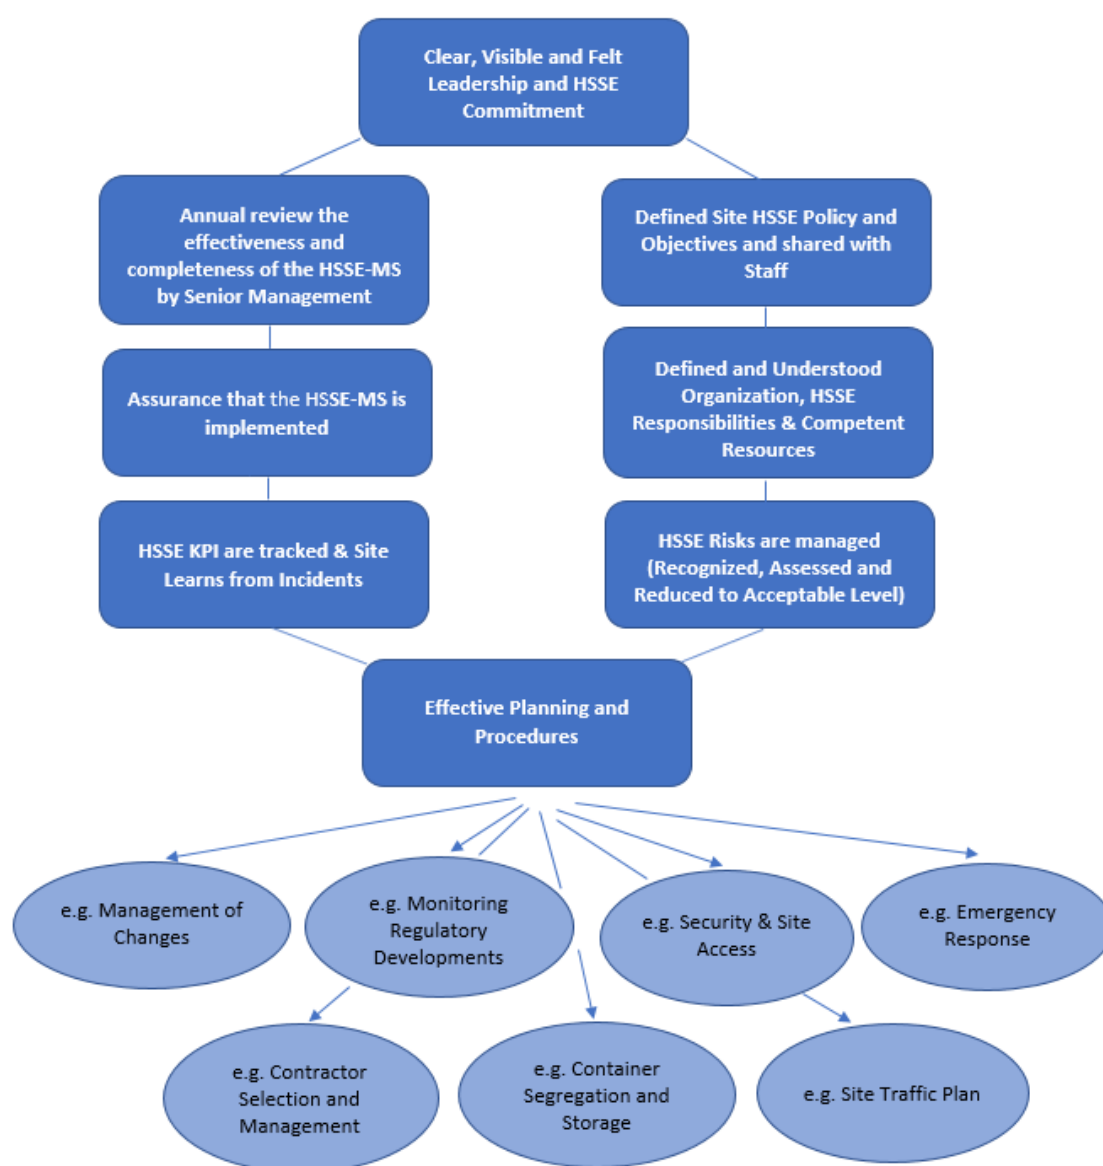 Clear, Visible and Felt
Leadership and HSSE
Commitment
Annual review the
effectiveness and
completeness of the HSSE-MS
by Senior Management
Defined Site HSSE Policy and
Objectives and shared with
Staff
Assurance that the HSSE-MS is
implemented
Defined and Understood
Organization, HSSE
Responsibilities & Competent
Resources
HSSE KPI are tracked & Site
Learns from Incidents
HSSE Risks are managed
(Recognized, Assessed and
Reduced to Acceptable Level)
Effective Planning and
Procedures
e.g. Management of
Changes
e.g. Monitoring
Regulatory
Developments
e.g. Security & Site
Access
e.g. Emergency
Response
e.g. Contractor
Selection and
Management
e.g. Container
Segregation and
Storage
e.g. Site Traffic Plan